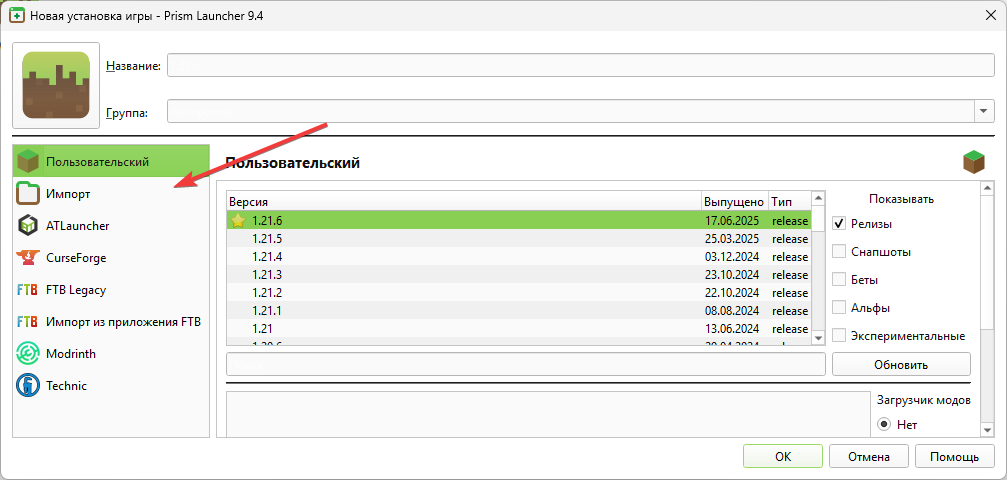 Новая установка игры - Prism Launcher 9.4
Название:
Группа:
Пользовательский
Импорт
ATLauncher
CurseForge
FTB Legacy
Импорт из приложения FTB
Modrinth
Technic
Пользовательский
Версия Выпущено Тип
1.21.6 17.06.2025 release
1.21.5 25.03.2025 release
1.21.4 03.12.2024 release
1.21.3 23.10.2024 release
1.21.2 22.10.2024 release
1.21.1 08.08.2024 release
1.21 13.06.2024 release
Показывать
Релизы
Снапшоты
Беты
Альфы
Экспериментальные
Обновить
Загрузчик модов
Нет
OK
Отмена
Помощь